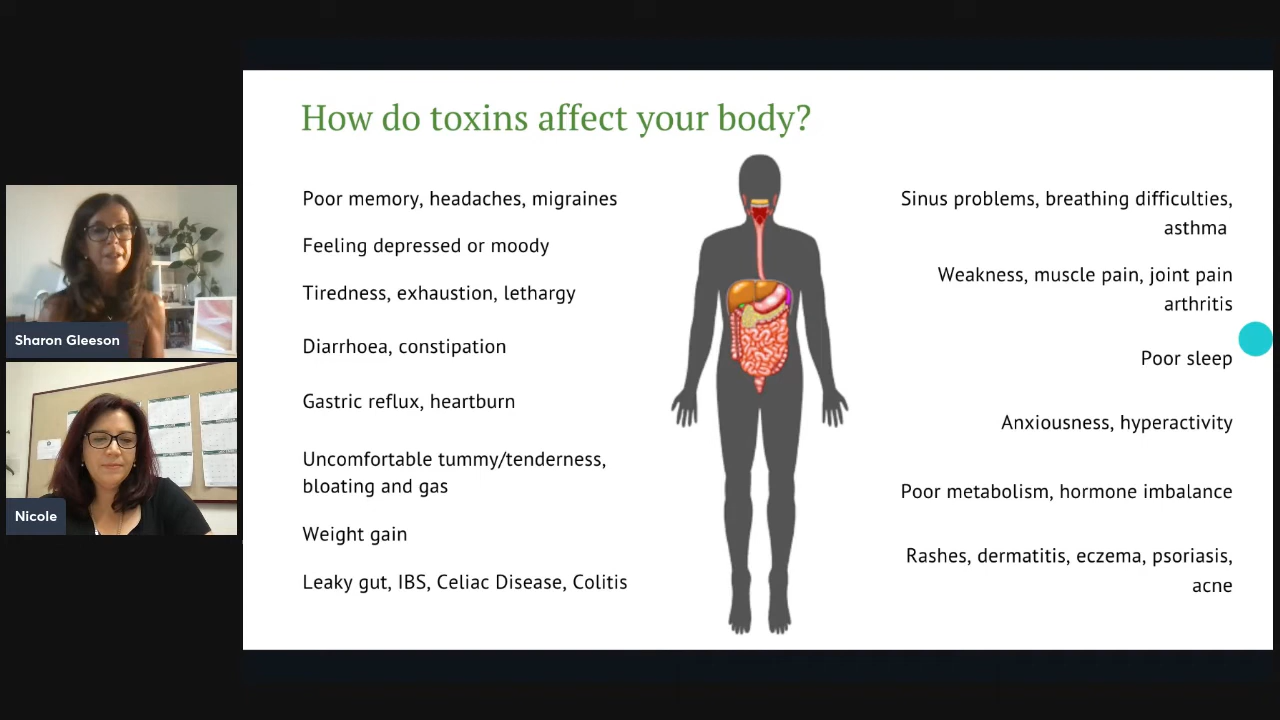 How do toxins affect your body?
Poor memory, headaches, migraines
Feeling depressed or moody
Tiredness, exhaustion, lethargy
Diarrhoea, constipation
Gastric reflux, heartburn
Uncomfortable tummy/tenderness,
bloating and gas
Weight gain
Leaky gut, IBS, Celiac Disease, Colitis
Sinus problems, breathing difficulties,
asthma
Weakness, muscle pain, joint pain
arthritis
Poor sleep
Anxiousness, hyperactivity
Poor metabolism, hormone imbalance
Rashes, dermatitis, eczema, psoriasis,
acne
Sharon Gleeson
Nicole